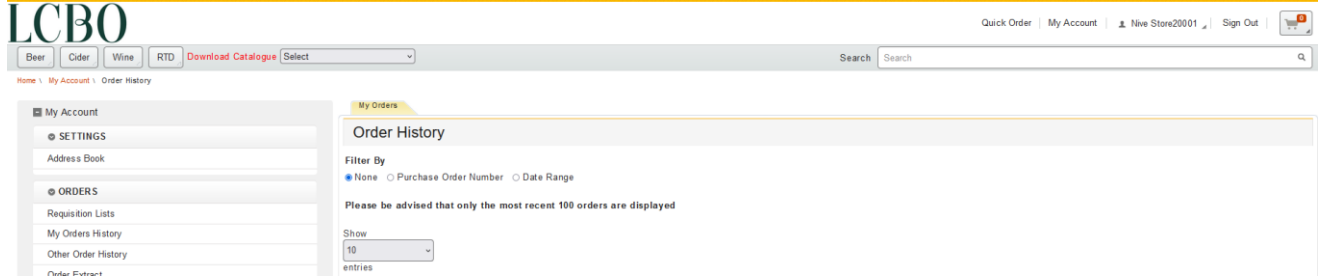 LCBO
Quick Order My Account Nive Store20001 Sign Out 0
Beer Cider Wine RTD Download Catalogue Select Search Search
Home \ My Account \ Order History
My Account
SETTINGS
Address Book
ORDERS
Requisition Lists
My Orders History
Other Order History
Order Extract
My Orders
Order History
Filter By
None Purchase Order Number Date Range
Please be advised that only the most recent 100 orders are displayed
Show
10
entries